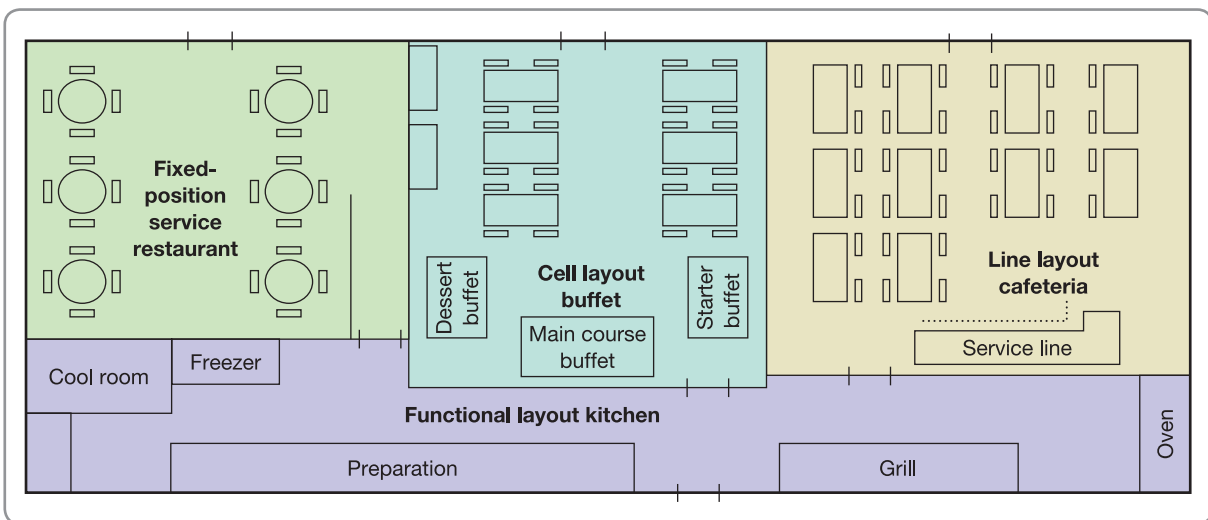 Fixed-
position
service
restaurant
Cell layout
buffet
Dessert
buffet
Main course
buffet
Starter
buffet
Line layout
cafeteria
Service line
Cool room
Freezer
Functional layout kitchen
Preparation
Grill
Oven